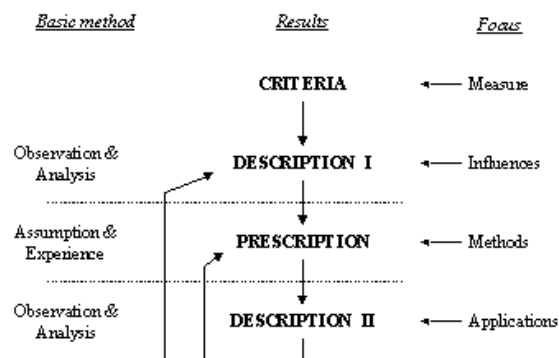 Basic method Results Focus
CRITERIA Measure
Observation &
Analysis
DESCRIPTION I Influences
Assumption &
Experience
PRESCRIPTION Methods
Observation &
Analysis
DESCRIPTION II Applications